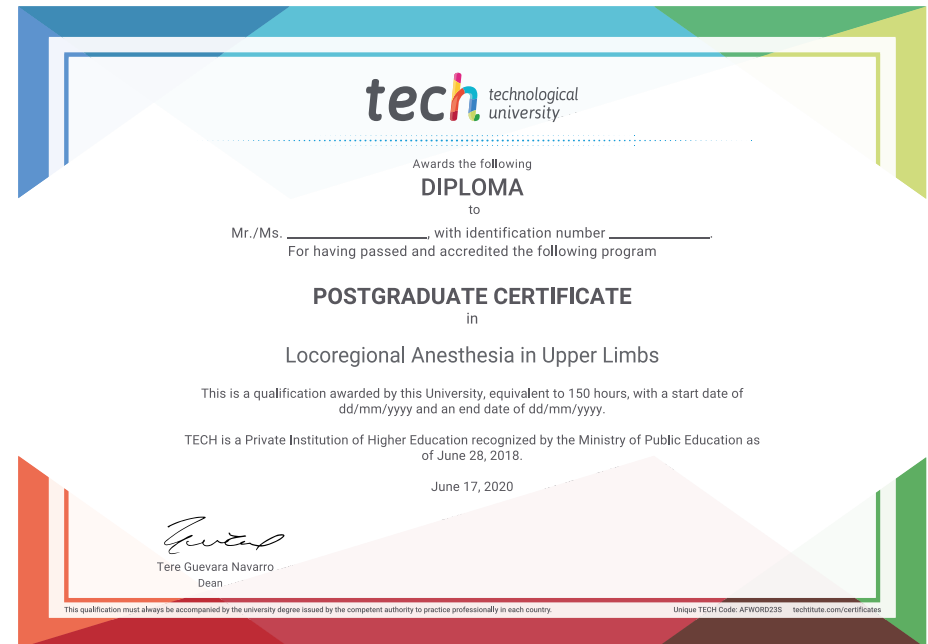 tech technological
university
Awards the following
DIPLOMA
to
Mr./Ms. ________________, with identification number ____________.
For having passed and accredited the following program
POSTGRADUATE CERTIFICATE
in
Locoregional Anesthesia in Upper Limbs
This is a qualification awarded by this University, equivalent to 150 hours, with a start date of
dd/mm/yyyy and an end date of dd/mm/yyyy.
TECH is a Private Institution of Higher Education recognized by the Ministry of Public Education as
of June 28, 2018.
June 17, 2020
Tere Guevara Navarro
Dean
This qualification must always be accompanied by the university degree issued by the competent authority to practice professionally in each country. Unique TECH Code: AFWORD23S techtitute.com/certificates